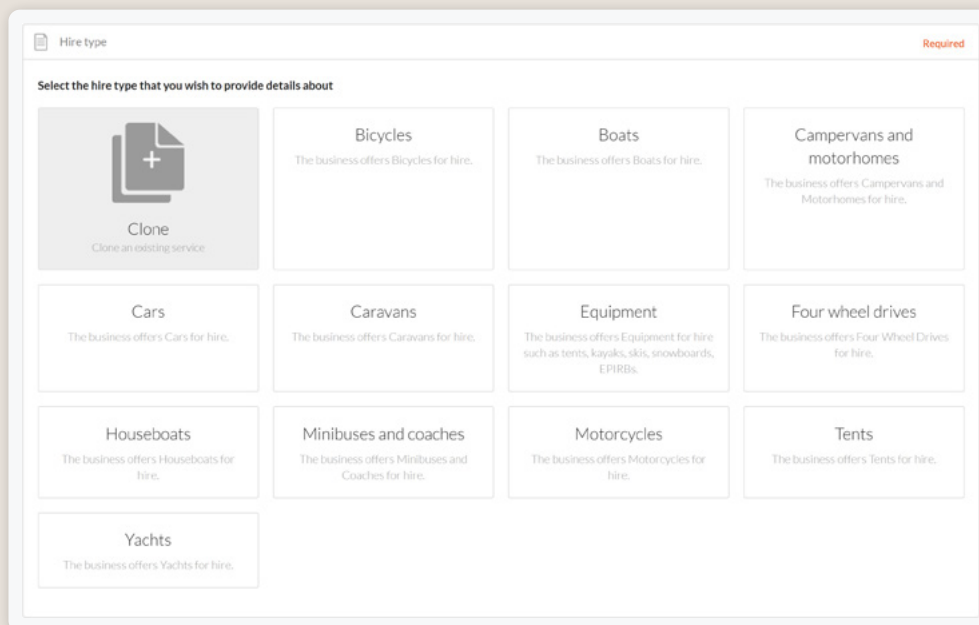 Hire type
Required
Select the hire type that you wish to provide details about
Clone
Clone an existing service
Bicycles
The business offers Bicycles for hire.
Boats
The business offers Boats for hire.
Campervans and
motorhomes
The business offers Campervans and
Motorhomes for hire.
Cars
The business offers Cars for hire.
Caravans
The business offers Caravans for hire.
Equipment
The business offers Equipment for hire
such as tents, kayaks, skis, snowboards,
EPIRBs.
Four wheel drives
The business offers Four Wheel Drives
for hire.
Houseboats
The business offers Houseboats for
hire.
Minibuses and coaches
The business offers Minibuses and
Coaches for hire.
Motorcycles
The business offers Motorcycles for
hire.
Tents
The business offers Tents for hire.
Yachts
The business offers Yachts for hire.